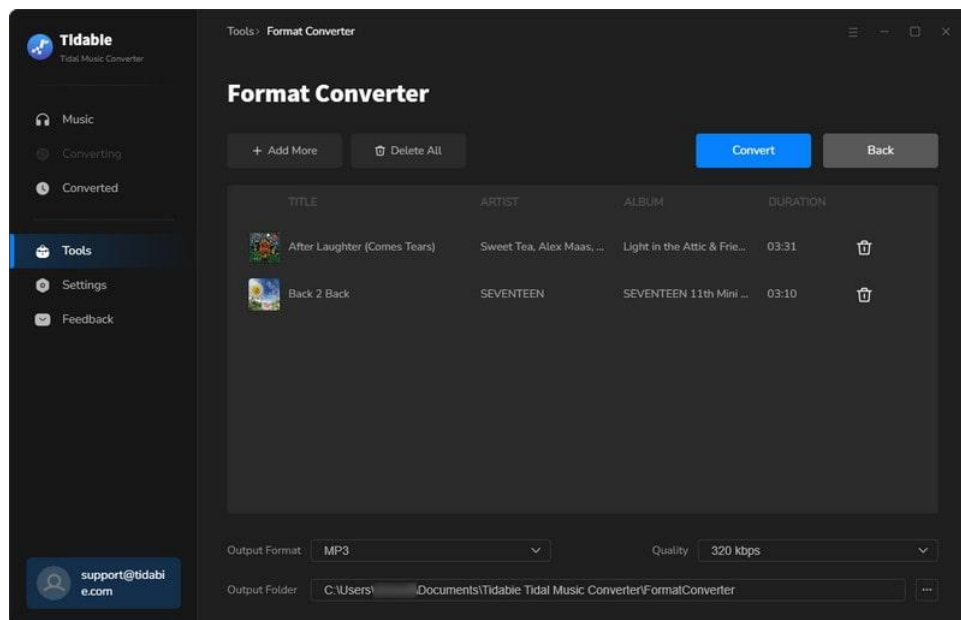 Tidable
Tidal Music Converter
Tools› Format Converter
Format Converter
Music
Converting
Converted
Tools
Settings
Feedback
+ Add More
Delete All
Convert
Back
TITLE ARTIST ALBUM DURATION
After Laughter (Comes Tears) Sweet Tea, Alex Maas, ... Light in the Attic & Frie... 03:31
Back 2 Back SEVENTEEN SEVENTEEN 11th Mini ... 03:10
Output Format MP3 Quality 320 kbps
Output Folder C:\Users\ \Documents\Tidabie Tidal Music Converter\FormatConverter ...
support@tidabi
e.com